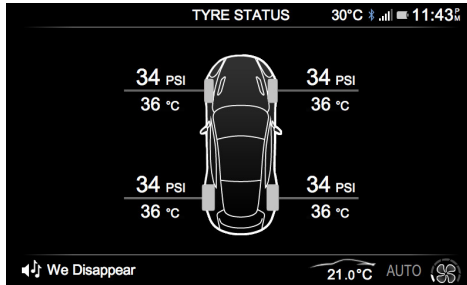 TYRE STATUS 30°C 11:43PM
34 PSI 34 PSI
36 °C 36 °C
34 PSI 34 PSI
36 °C 36 °C
We Disappear 21.0°C AUTO